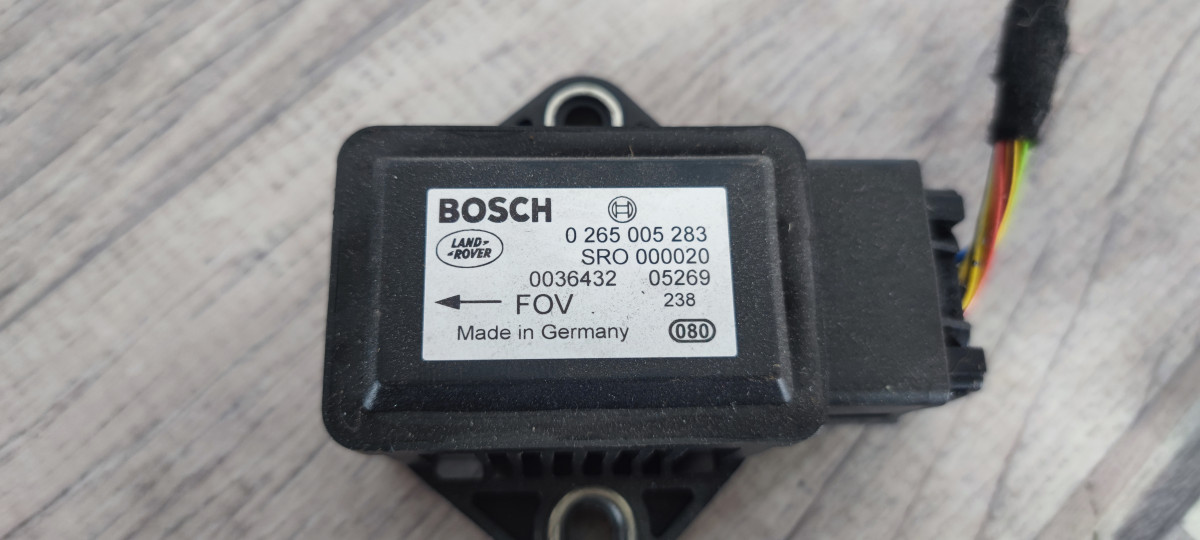 BOSCH
LAND-
-ROVER
0 265 005 283
SRO 000020
0036432 05269
FOV 238
Made in Germany 080